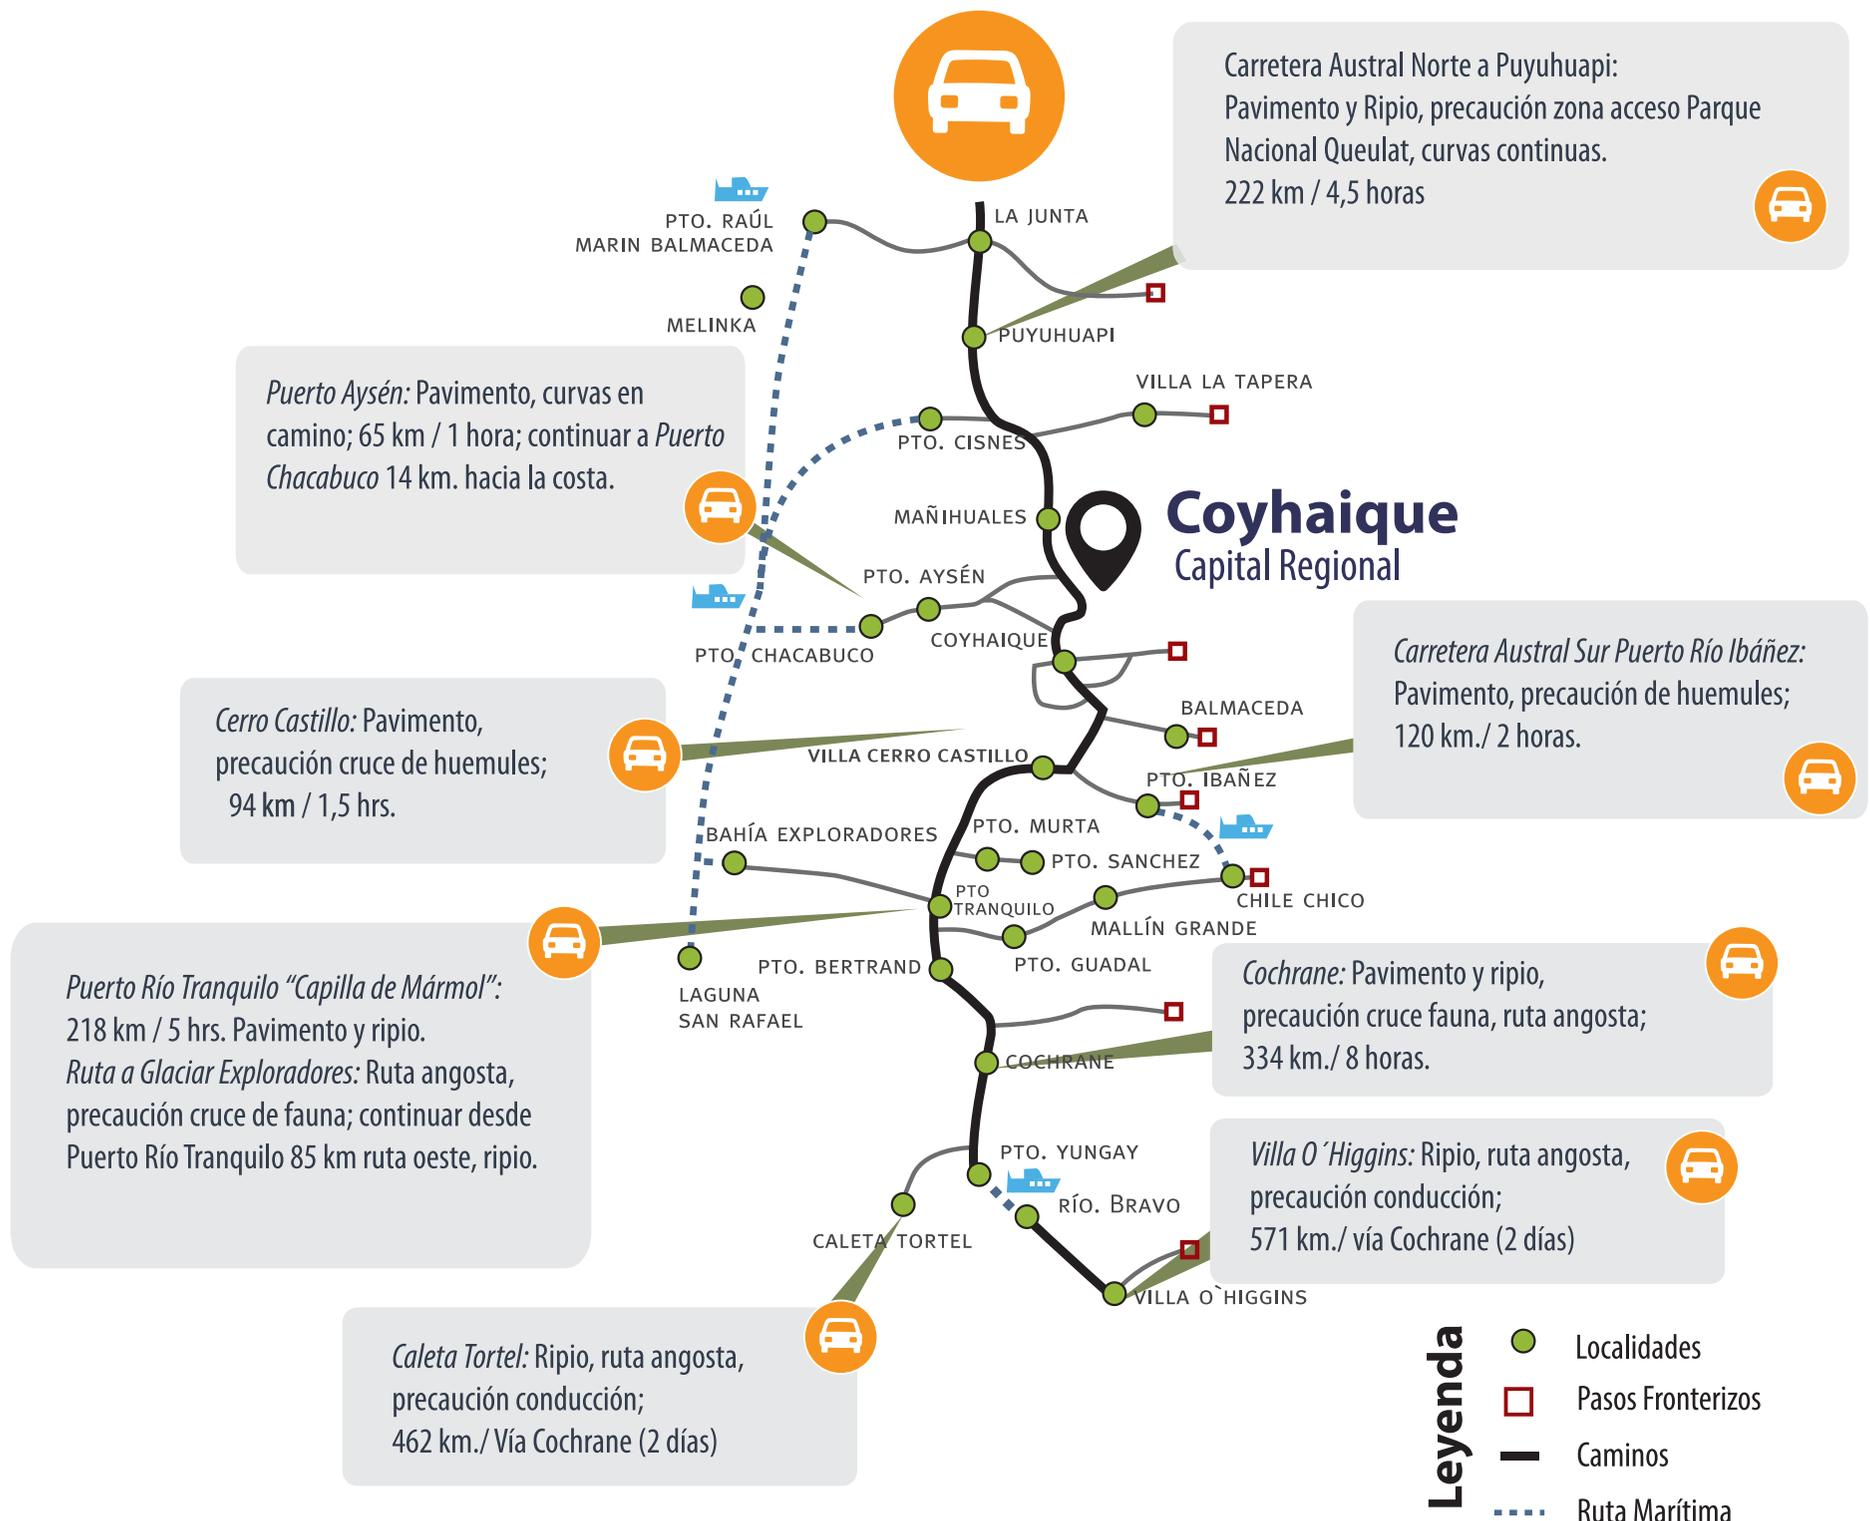 Carretera Austral Norte a Puyuhuapi:
Pavimento y Ripio, precaución zona acceso Parque
Nacional Queulat, curvas continuas.
222 km / 4,5 horas
PTO. RAÚL
MARIN BALMACEDA
LA JUNTA
MELINKA
PUYUHUAPI
Puerto Aysén: Pavimento, curvas en
camino; 65 km / 1 hora; continuar a Puerto
Chacabuco 14 km. hacia la costa.
VILLA LA TAPERA
PTO. CISNES
MAÑIHUALES
Coyhaique
Capital Regional
PTO. AYSÉN
COYHAIQUE
PTO. CHACABUCO
Carretera Austral Sur Puerto Río Ibáñez:
Pavimento, precaución de huemules;
120 km./ 2 horas.
Cerro Castillo: Pavimento,
precaución cruce de huemules;
94 km / 1,5 hrs.
BALMACEDA
VILLA CERRO CASTILLO
PTO. IBAÑEZ
BAHÍA EXPLORADORES
PTO. MURTA
PTO. SANCHEZ
PTO
TRANQUILO
CHILE CHICO
MALLÍN GRANDE
PTO. GUADAL
PTO. BERTRAND
LAGUNA
SAN RAFAEL
Puerto Río Tranquilo “Capilla de Mármol”:
218 km / 5 hrs. Pavimento y ripio.
Ruta a Glaciar Exploradores: Ruta angosta,
precaución cruce de fauna; continuar desde
Puerto Río Tranquilo 85 km ruta oeste, ripio.
Cochrane: Pavimento y ripio,
precaución cruce fauna, ruta angosta;
334 km./ 8 horas.
COCHRANE
PTO. YUNGAY
RÍO. BRAVO
CALETA TORTEL
Villa O´Higgins: Ripio, ruta angosta,
precaución conducción;
571 km./ vía Cochrane (2 días)
VILLA O`HIGGINS
Caleta Tortel: Ripio, ruta angosta,
precaución conducción;
462 km./ Vía Cochrane (2 días)
Leyenda
Localidades
Pasos Fronterizos
Caminos
Ruta Marítima